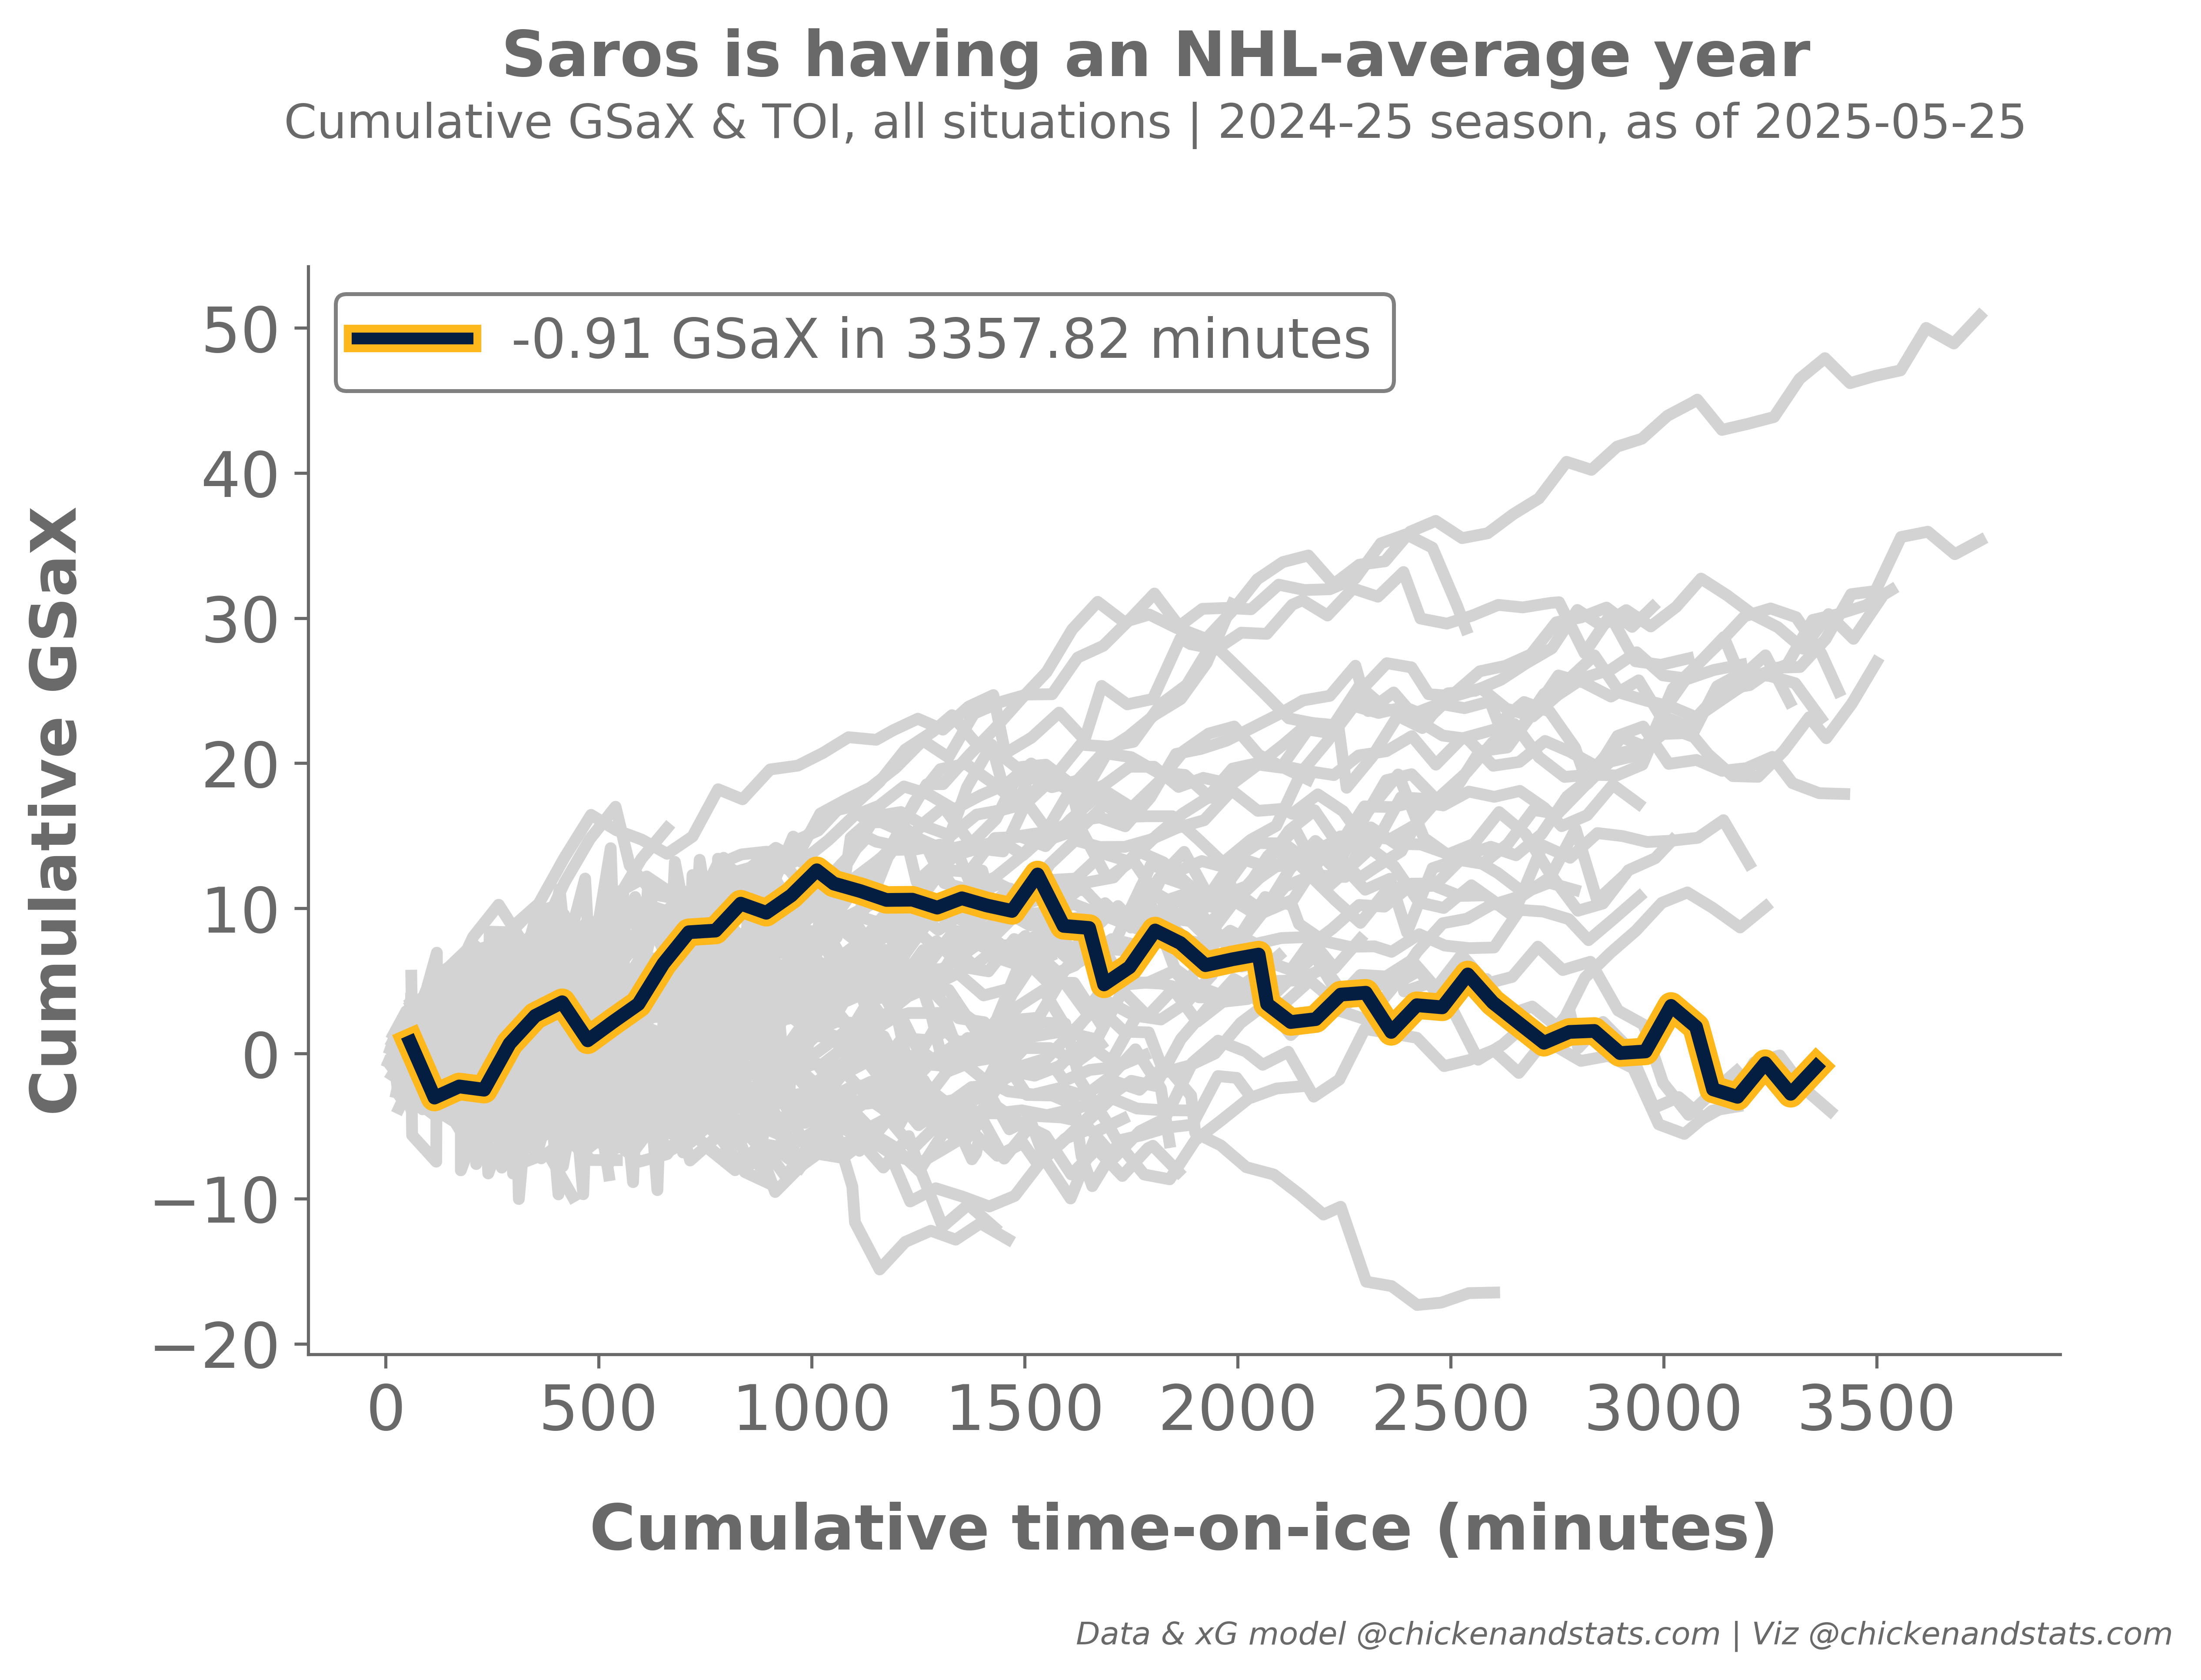 Saros is having an NHL-average year
Cumulative GSaX & TOI, all situations | 2024-25 season, as of 2025-05-25
-0.91 GSaX in 3357.82 minutes
Cumulative GSaX
50
40
30
20
10
0
−10
−20
0 500 1000 1500 2000 2500 3000 3500
Cumulative time-on-ice (minutes)
Data & xG model @chickenandstats.com | Viz @chickenandstats.com